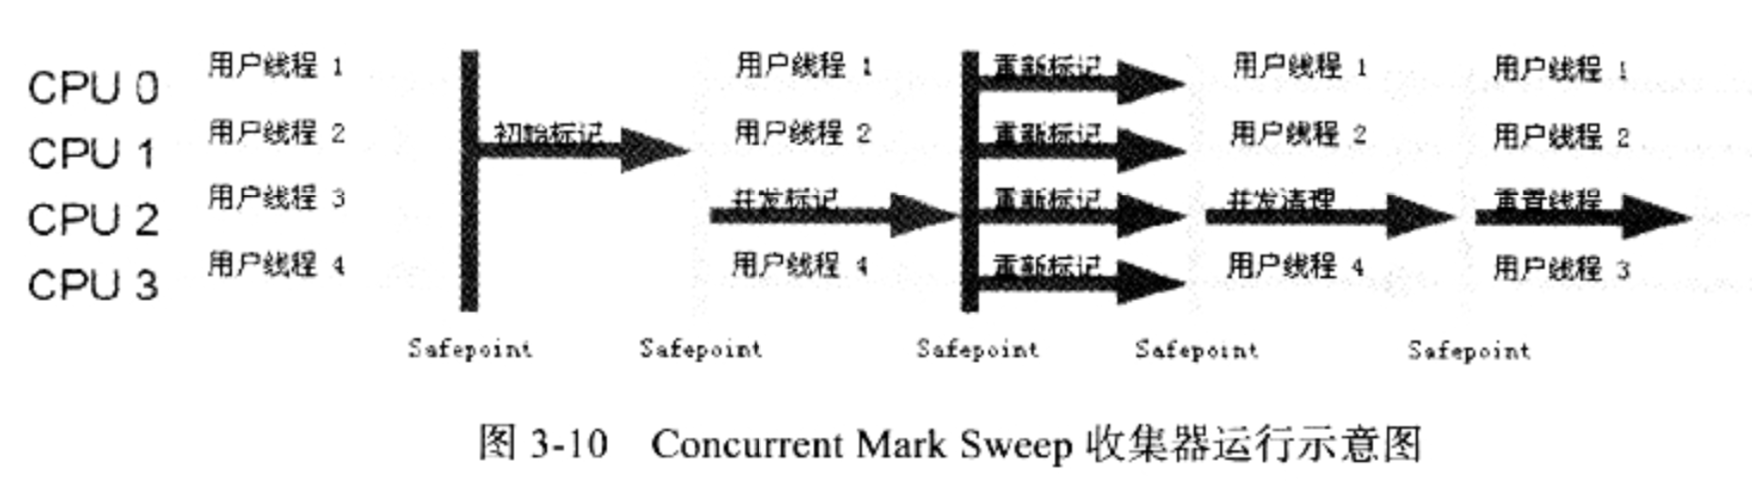 CPU 0 用户线程 1 用户线程 1 重新标记 用户线程 1 用户线程 1
CPU 1 用户线程 2 初始标记 用户线程 2 重新标记 用户线程 2 用户线程 2
CPU 2 用户线程 3 并发标记 重新标记 并发清理 重置线程
CPU 3 用户线程 4 用户线程 4 重新标记 用户线程 4 用户线程 3
Safepoint Safepoint Safepoint Safepoint Safepoint
图 3-10 Concurrent Mark Sweep 收集器运行示意图